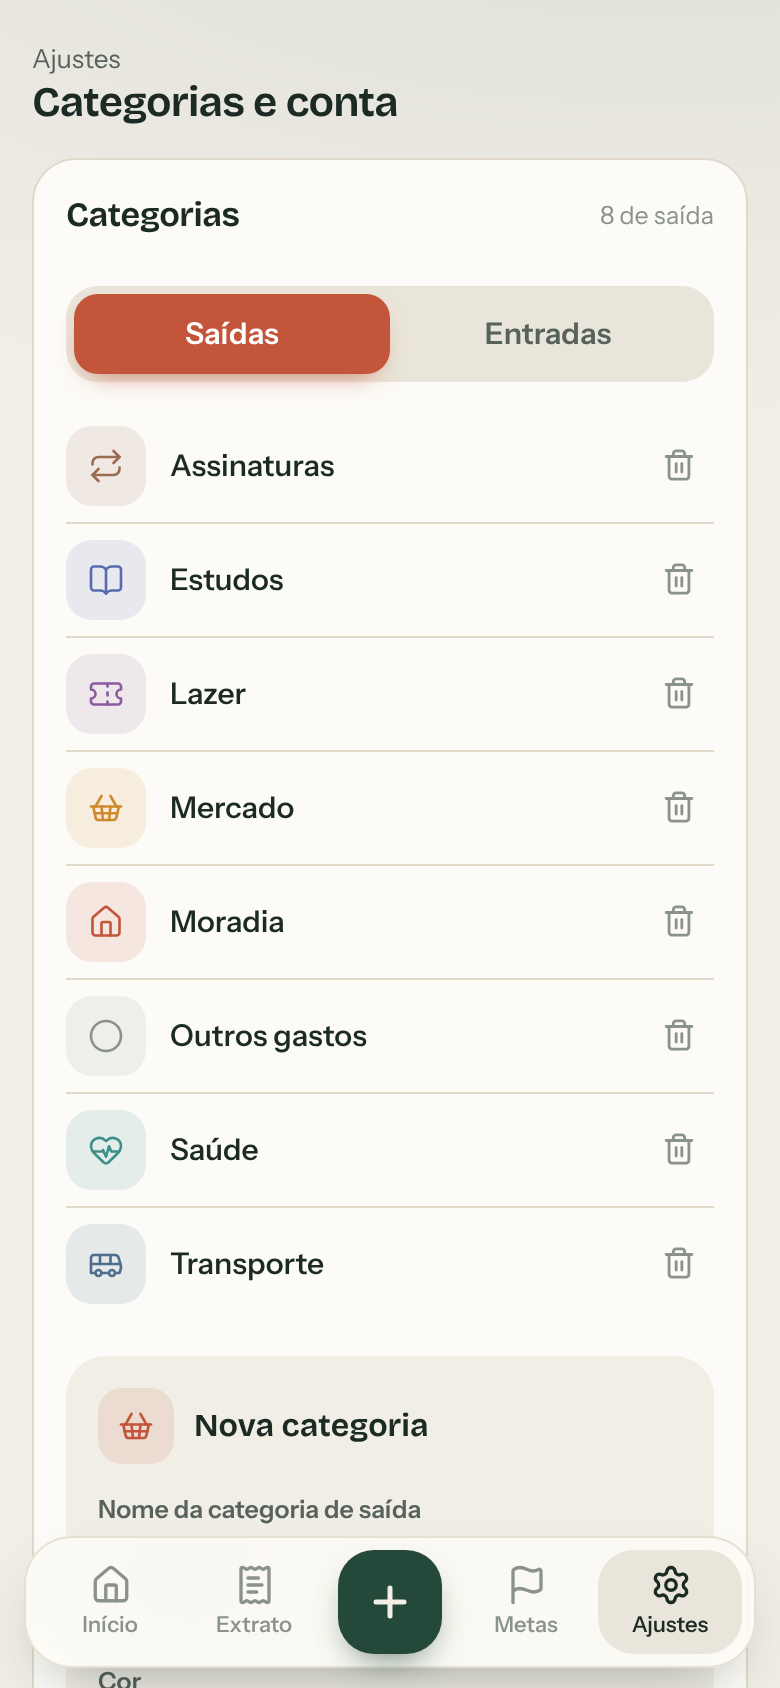 Ajustes
Categorias e conta
Categorias
8 de saída
Saídas
Entradas
Assinaturas
Estudos
Lazer
Mercado
Moradia
Outros gastos
Saúde
Transporte
Nova categoria
Nome da categoria de saída
Início
Extrato
Metas
Ajustes
Cor